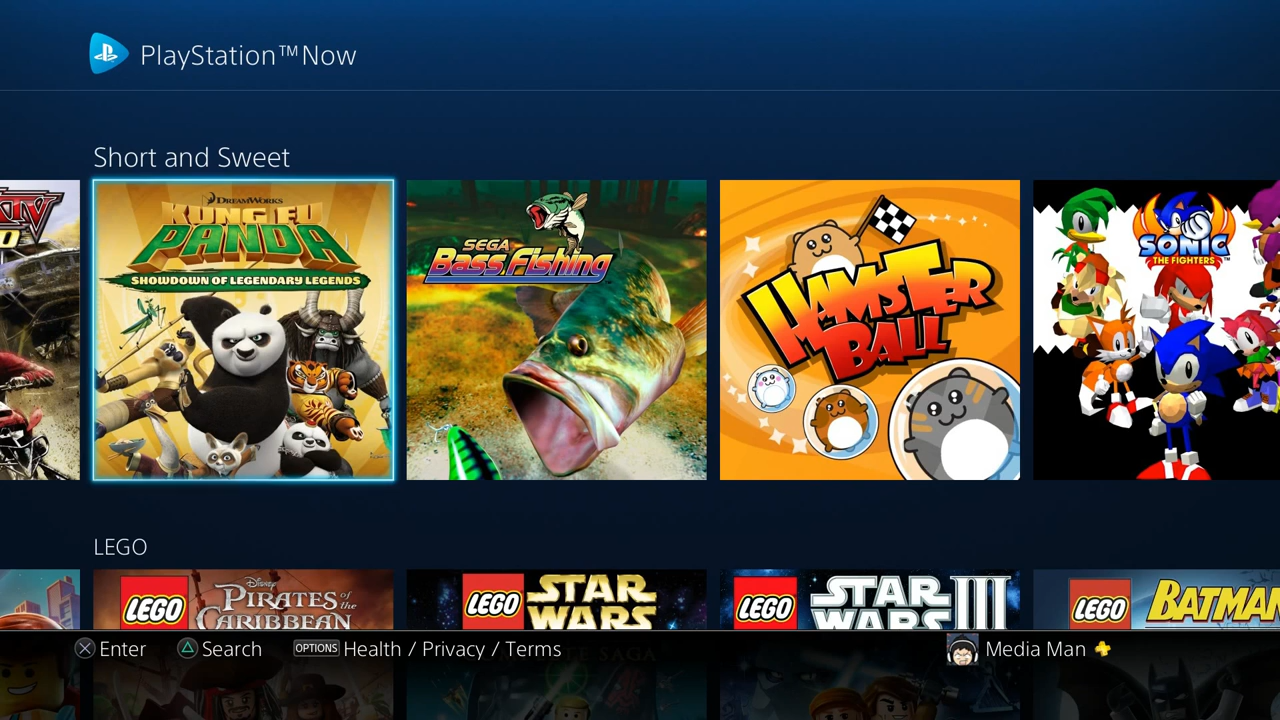 PlayStation™Now
Short and Sweet
DREAMWORKS
KUNG FU
PANDA
SHOWDOWN OF LEGENDARY LEGENDS
SEGA
Bass Fishing
HAMSTER
BALL
SONIC
THE FIGHTERS™
LEGO
LEGO
Disney
PIRATES of the
CARIBBEAN
LEGO
STAR
WARS
LEGO
STAR
WARS III
LEGO
BATMAN
Enter
Search
OPTIONS Health / Privacy / Terms
Media Man